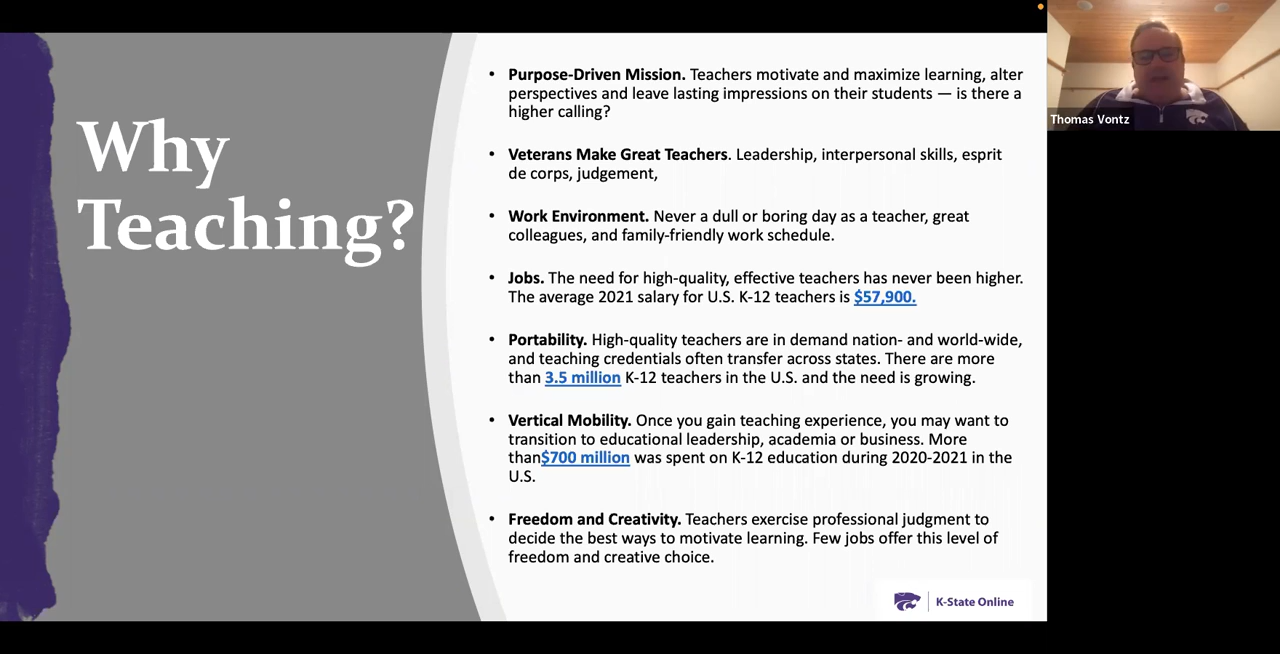 Why
Teaching?
• Purpose-Driven Mission. Teachers motivate and maximize learning, alter
perspectives and leave lasting impressions on their students — is there a
higher calling?
• Veterans Make Great Teachers. Leadership, interpersonal skills, esprit
de corps, judgement,
• Work Environment. Never a dull or boring day as a teacher, great
colleagues, and family-friendly work schedule.
• Jobs. The need for high-quality, effective teachers has never been higher.
The average 2021 salary for U.S. K-12 teachers is $57,900.
• Portability. High-quality teachers are in demand nation- and world-wide,
and teaching credentials often transfer across states. There are more
than 3.5 million K-12 teachers in the U.S. and the need is growing.
• Vertical Mobility. Once you gain teaching experience, you may want to
transition to educational leadership, academia or business. More
than$700 million was spent on K-12 education during 2020-2021 in the
U.S.
• Freedom and Creativity. Teachers exercise professional judgment to
decide the best ways to motivate learning. Few jobs offer this level of
freedom and creative choice.
K-State Online
Thomas Vontz